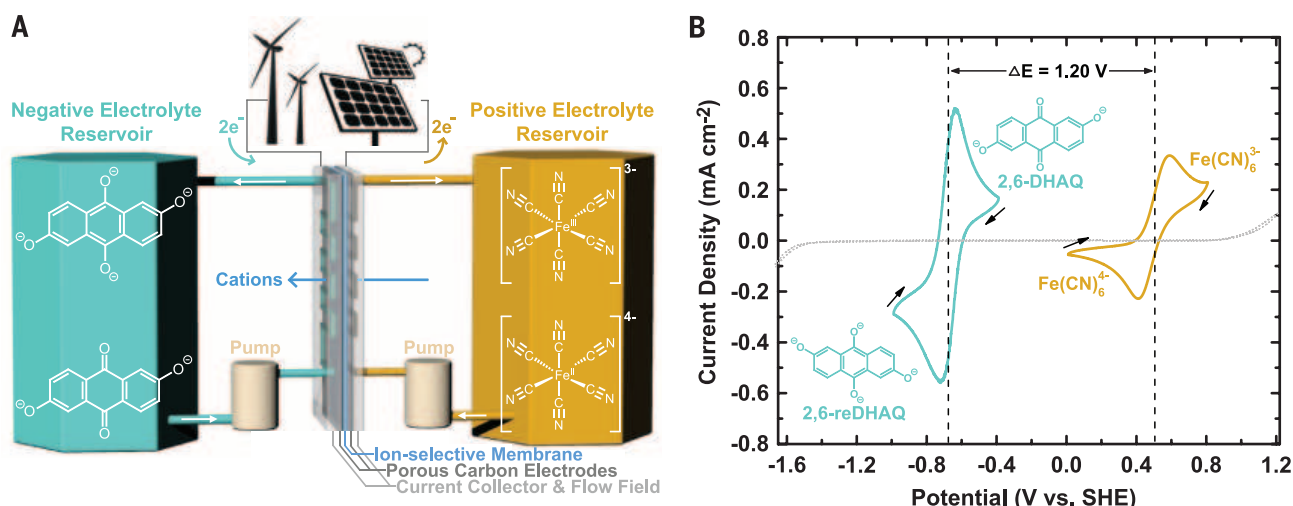 A
Negative Electrolyte
Reservoir
2e-
2e-
Positive Electrolyte
Reservoir
O⊖
O⊖
⊖O
O⊖
Cations
O
O⊖
⊖O
O
Pump
Pump
3-
N
C
N
C
N
C
Fe III
C
N
C
N
C
N
4-
N
C
N
C
N
C
Fe II
C
N
C
N
C
N
Ion-selective Membrane
Porous Carbon Electrodes
Current Collector & Flow Field
B
0.8
0.6
0.4
0.2
0.0
-0.2
-0.4
-0.6
-0.8
Current Density (mA cm-2)
△E = 1.20 V
O
O⊖
⊖O
O
2,6-DHAQ
Fe(CN)63-
Fe(CN)64-
O⊖
⊖O
O⊖
O⊖
2,6-reDHAQ
-1.6 -1.2 -0.8 -0.4 0.0 0.4 0.8 1.2
Potential (V vs. SHE)